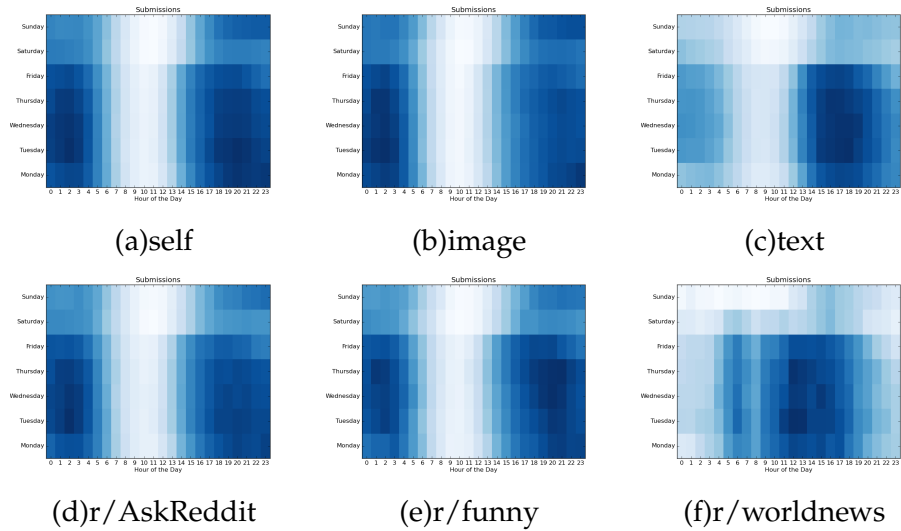 Submissions
Sunday
Saturday
Friday
Thursday
Wednesday
Tuesday
Monday
0 1 2 3 4 5 6 7 8 9 10 11 12 13 14 15 16 17 18 19 20 21 22 23
Hour of the Day
(a)self
Submissions
Sunday
Saturday
Friday
Thursday
Wednesday
Tuesday
Monday
0 1 2 3 4 5 6 7 8 9 10 11 12 13 14 15 16 17 18 19 20 21 22 23
Hour of the Day
(b)image
Submissions
Sunday
Saturday
Friday
Thursday
Wednesday
Tuesday
Monday
0 1 2 3 4 5 6 7 8 9 10 11 12 13 14 15 16 17 18 19 20 21 22 23
Hour of the Day
(c)text
Submissions
Sunday
Saturday
Friday
Thursday
Wednesday
Tuesday
Monday
0 1 2 3 4 5 6 7 8 9 10 11 12 13 14 15 16 17 18 19 20 21 22 23
Hour of the Day
(d)r/AskReddit
Submissions
Sunday
Saturday
Friday
Thursday
Wednesday
Tuesday
Monday
0 1 2 3 4 5 6 7 8 9 10 11 12 13 14 15 16 17 18 19 20 21 22 23
Hour of the Day
(e)r/funny
Submissions
Sunday
Saturday
Friday
Thursday
Wednesday
Tuesday
Monday
0 1 2 3 4 5 6 7 8 9 10 11 12 13 14 15 16 17 18 19 20 21 22 23
Hour of the Day
(f)r/worldnews